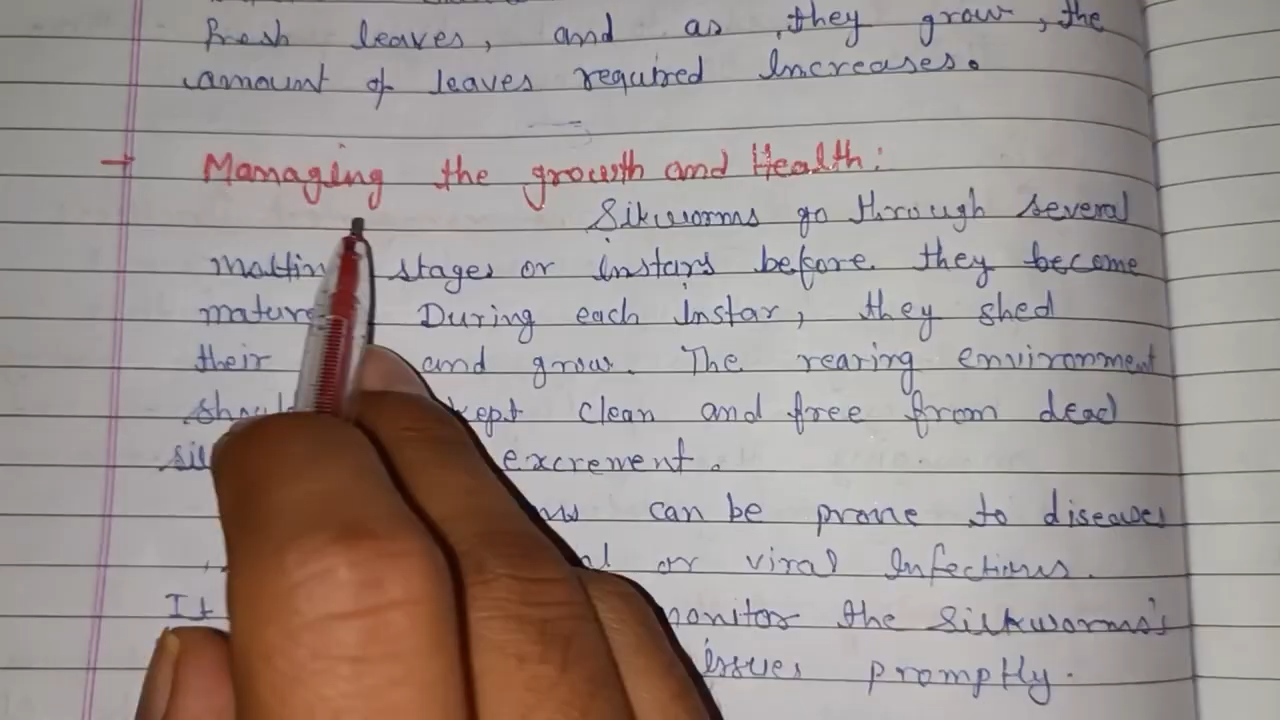 fresh leaves, and as they grow, the
amount of leaves required Increases.
→ Managing the growth and Health:
Silkworms go through several
stages or instars before they become
mature During each Instar, they shed
their and grow. The rearing environment
kept clean and free from dead
excrement.
can be prone to diseases
or viral Infections.
It monitor the Silkworms's
issues promptly.